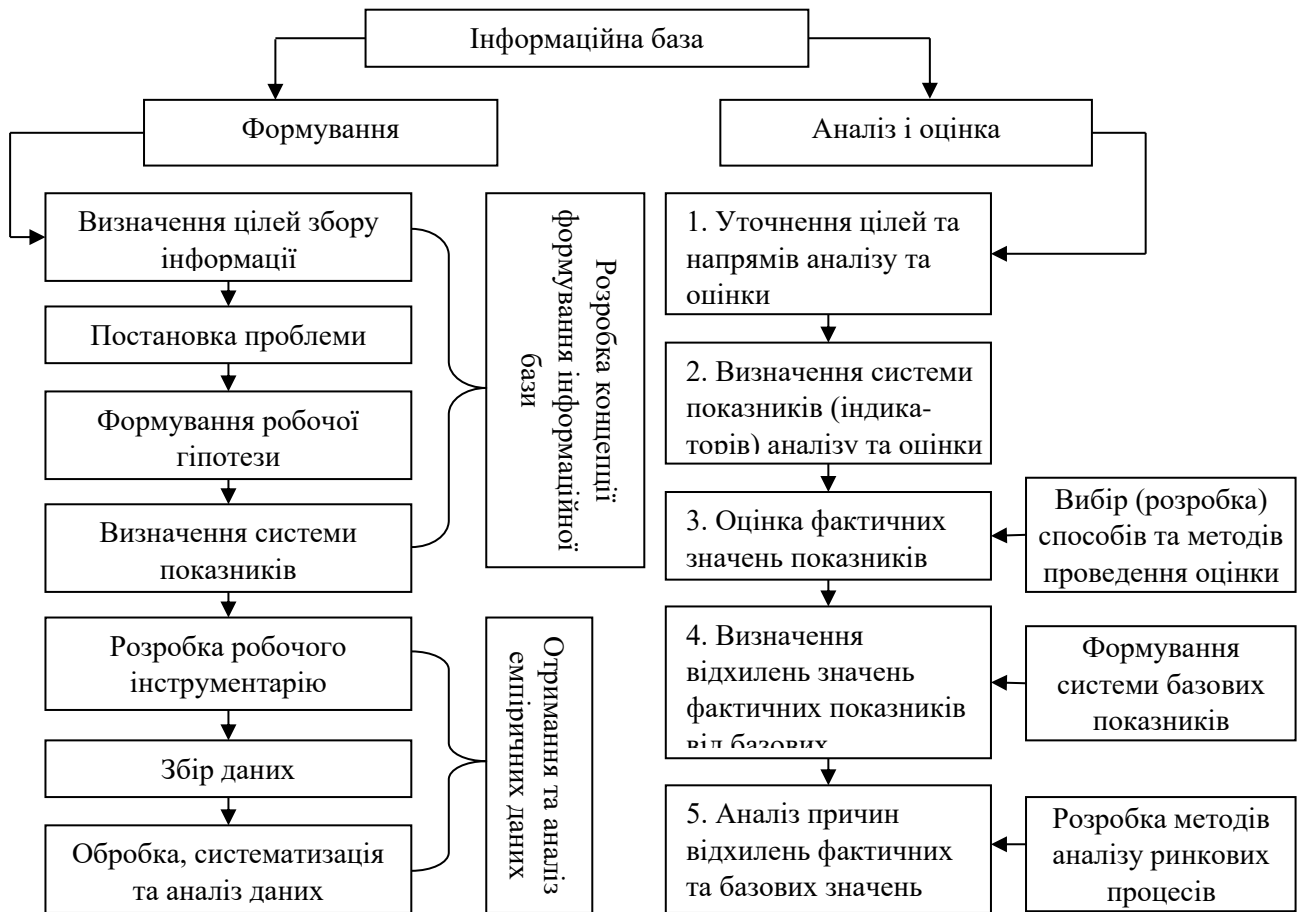 Інформаційна база
Формування
Аналіз і оцінка
Визначення цілей збору
інформації
Постановка проблеми
Формування робочої
гіпотези
Визначення системи
показників
Розробка концепції
формування інформаційної
бази
Розробка робочого
інструментарію
Збір даних
Обробка, систематизація
та аналіз даних
Отримання та аналіз
емпіричних даних
1. Уточнення цілей та
напрямів аналізу та
оцінки
2. Визначення системи
показників (індика-
торів) аналізу та оцінки
3. Оцінка фактичних
значень показників
Вибір (розробка)
способів та методів
проведення оцінки
4. Визначення
відхилень значень
фактичних показників
від базових
Формування
системи базових
показників
5. Аналіз причин
відхилень фактичних
та базових значень
Розробка методів
аналізу ринкових
процесів